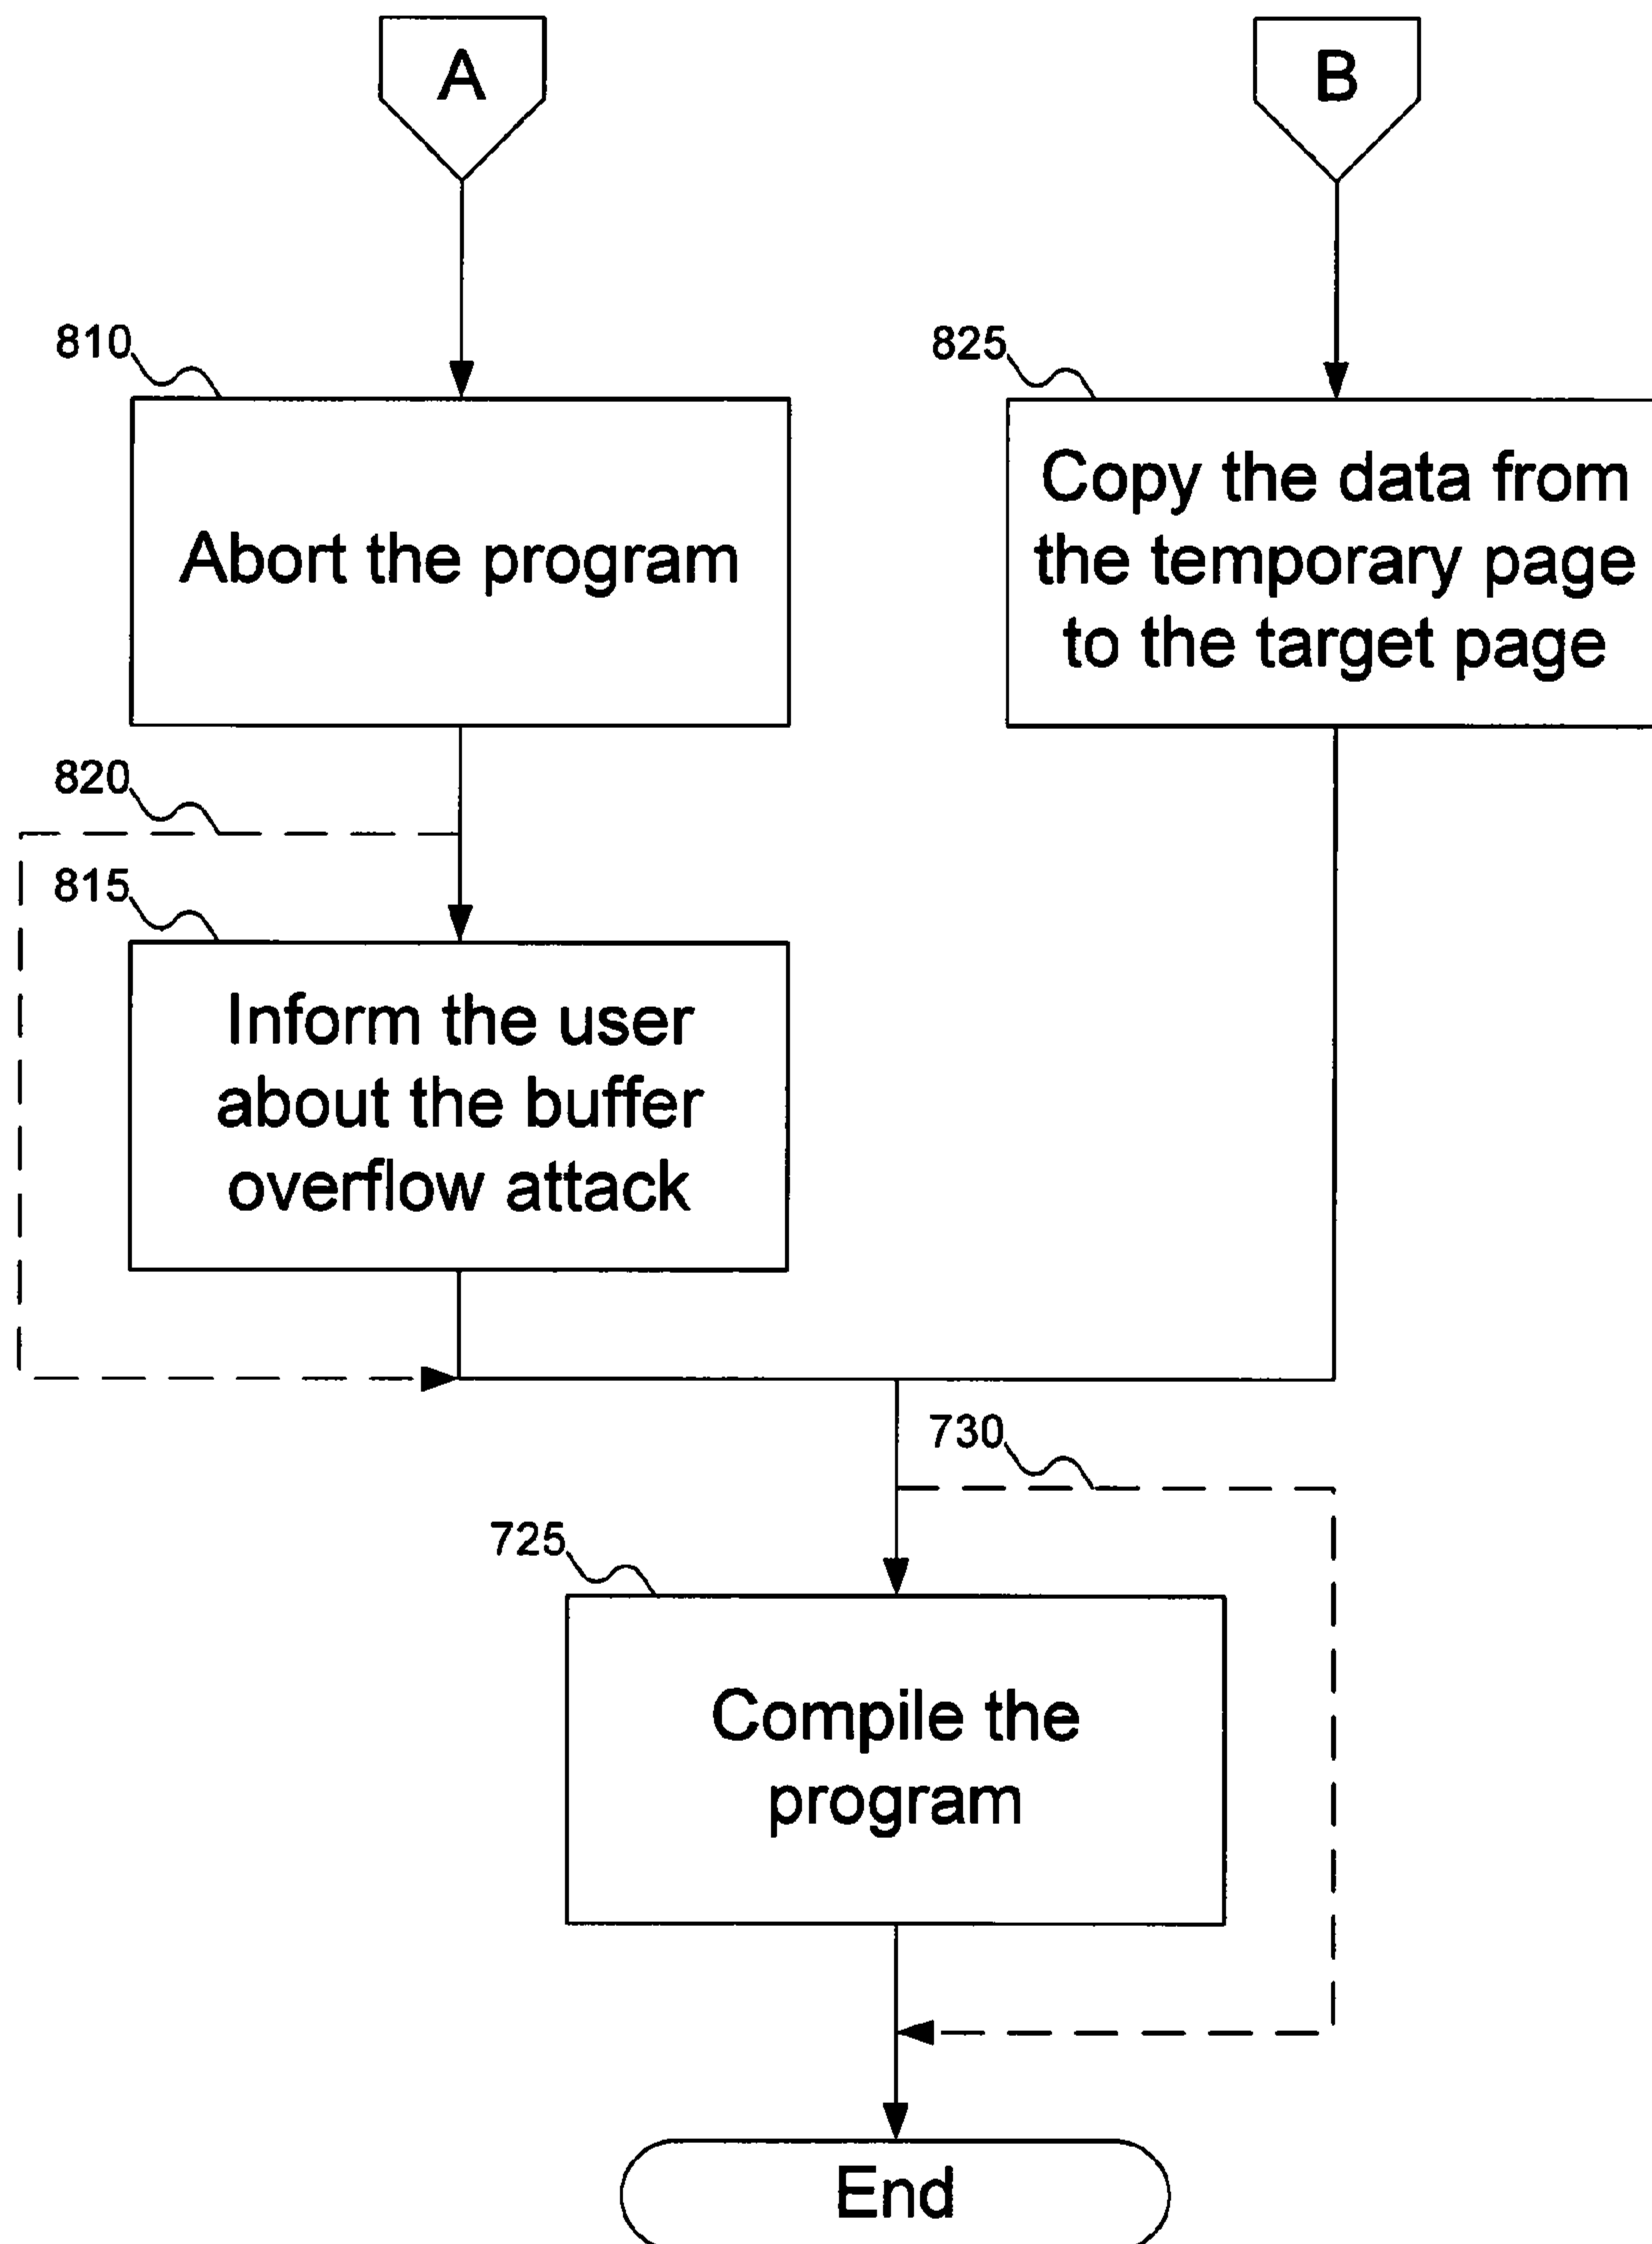 A
B
810
825
Abort the program
Copy the data from
the temporary page
to the target page
820
815
Inform the user
about the buffer
overflow attack
730
725
Compile the
program
End